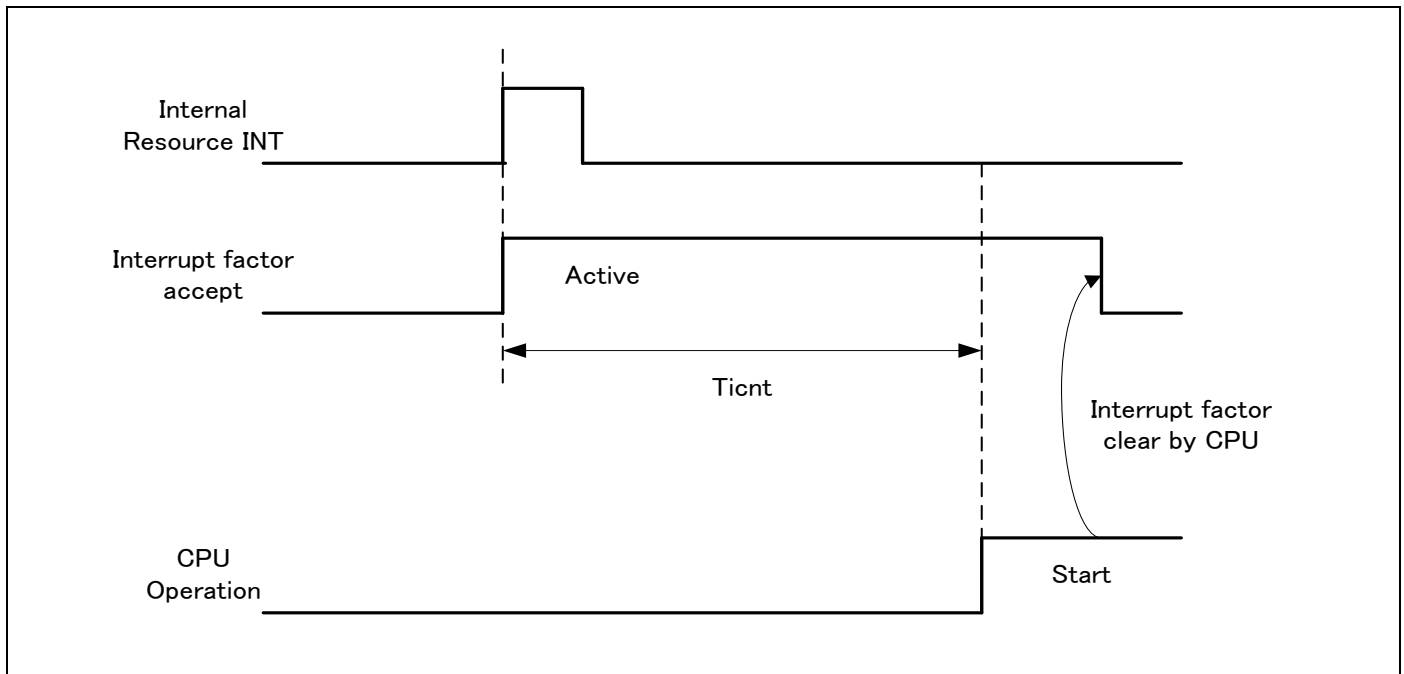 Internal
Resource INT
Interrupt factor
accept
Active
Ticnt
Interrupt factor
clear by CPU
CPU
Operation
Start